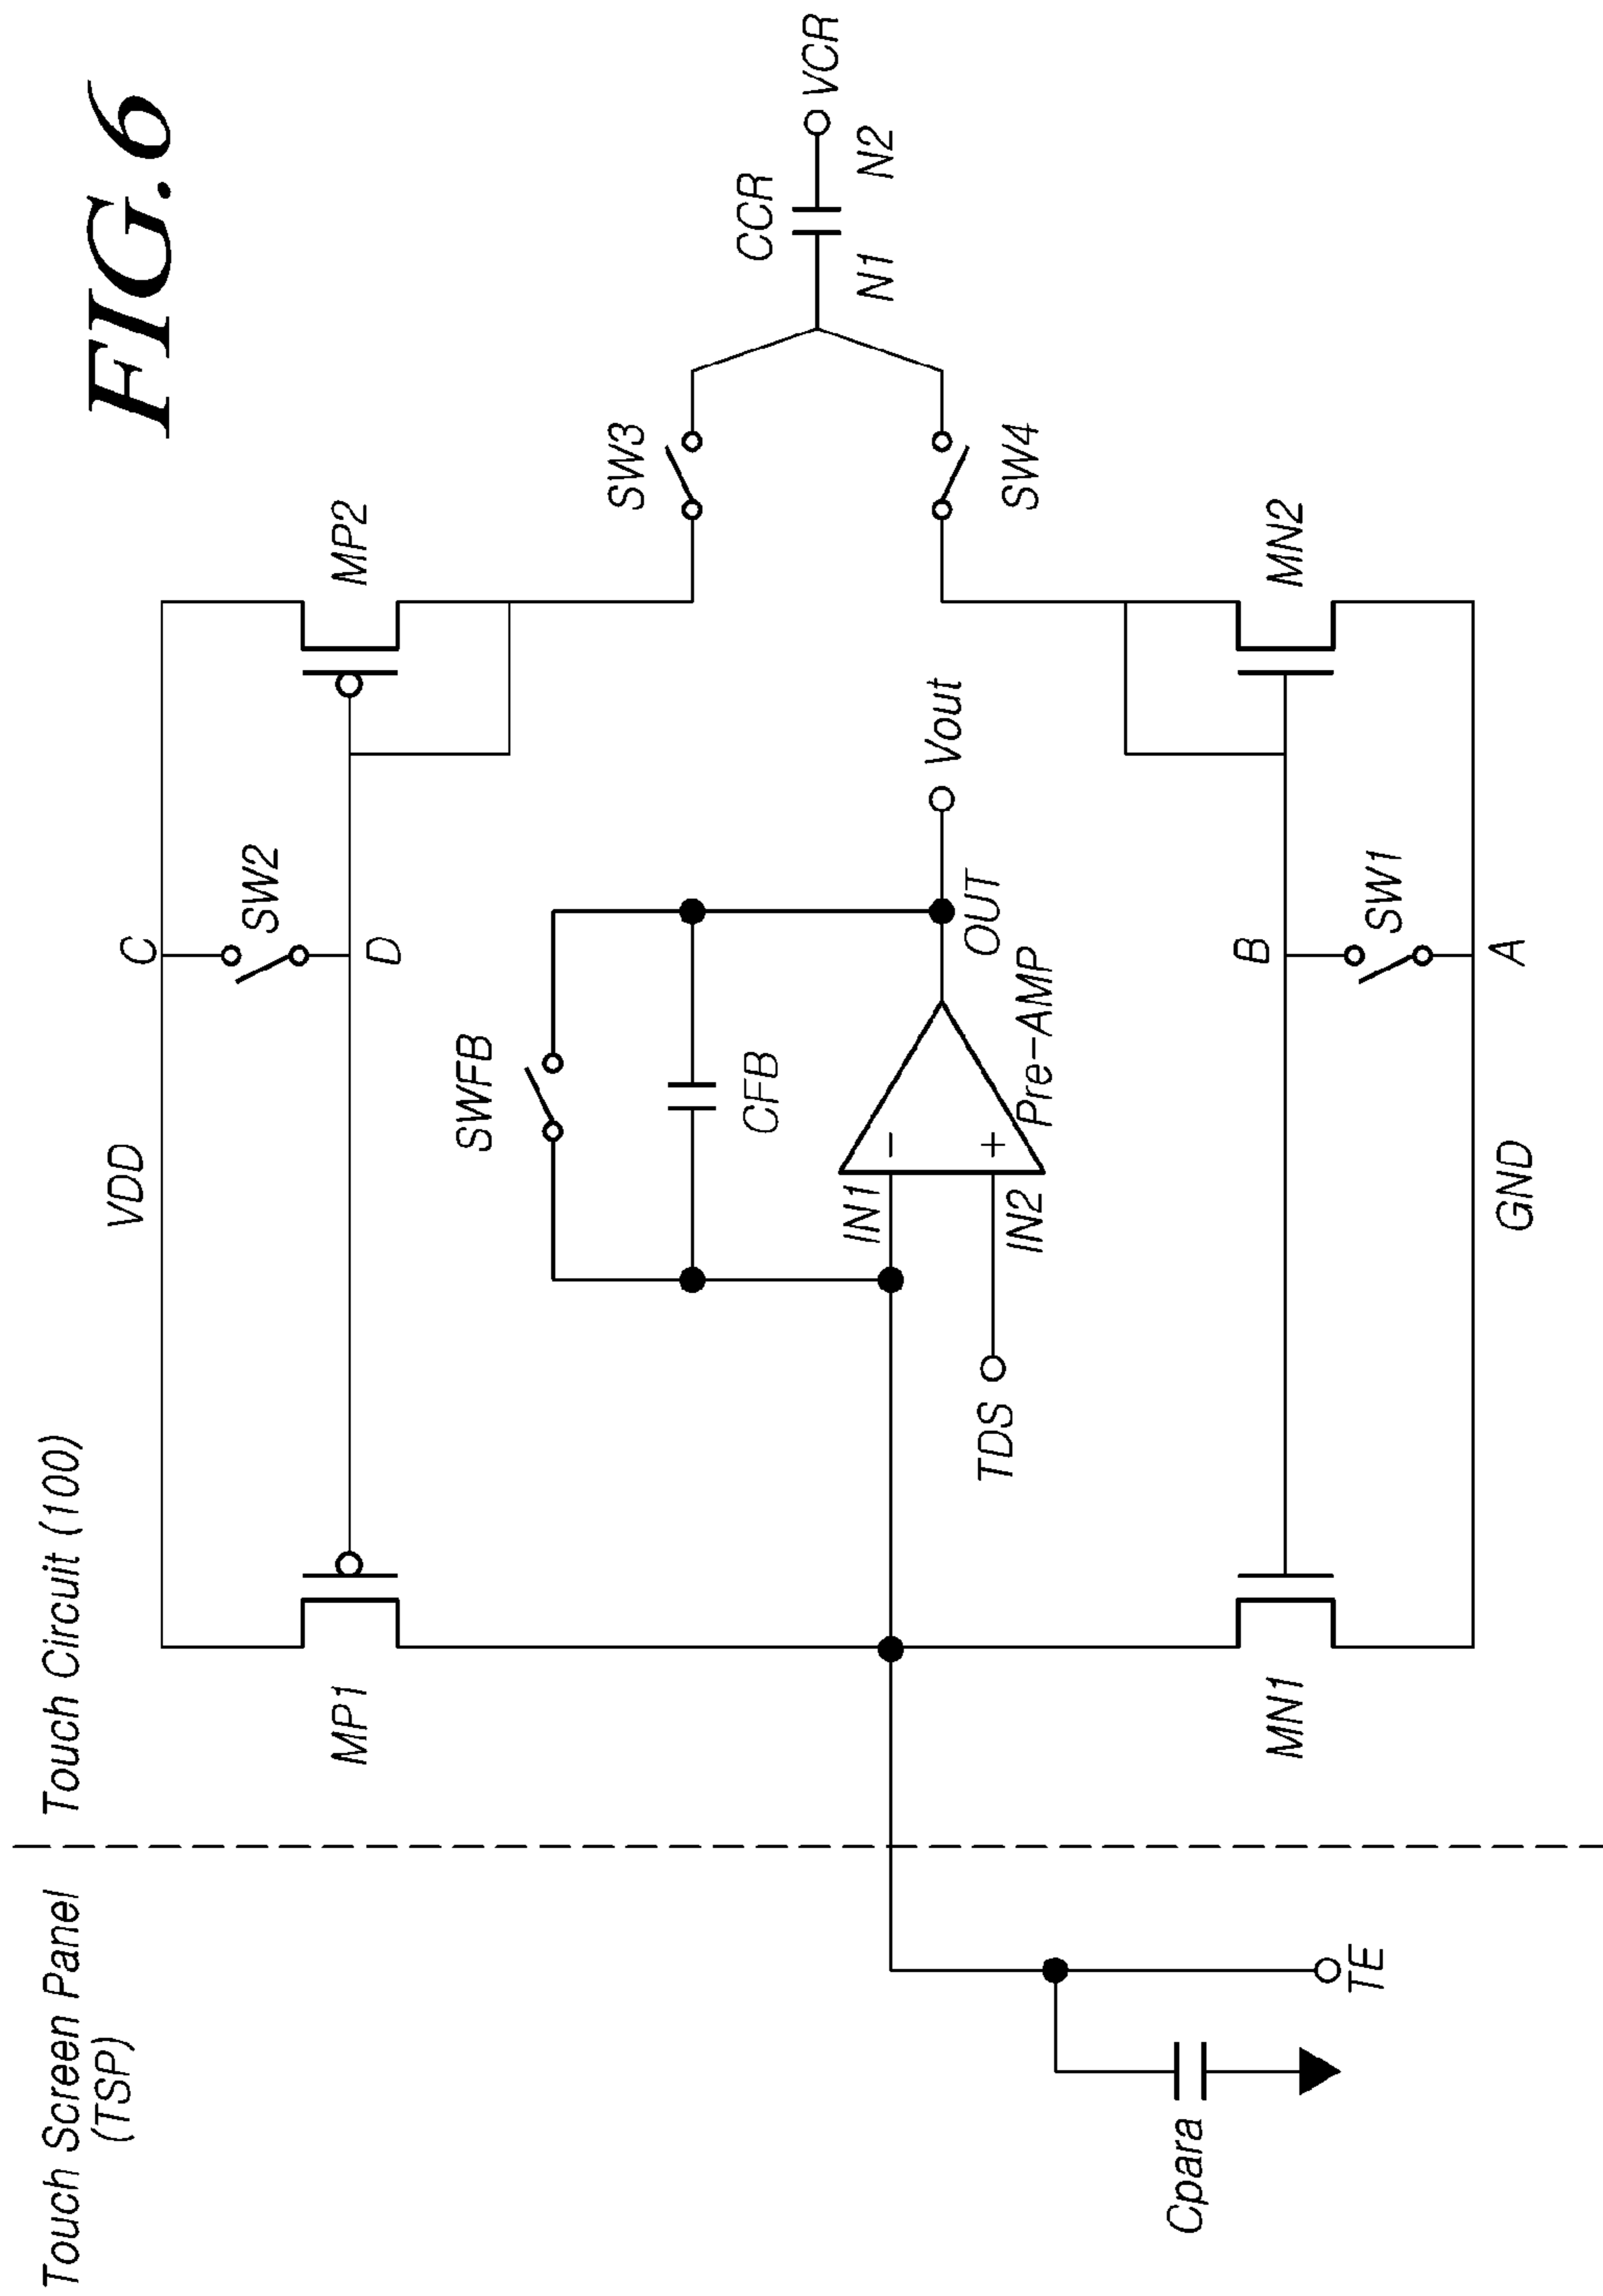 FIG.6
Touch Screen Panel
(TSP)
Touch Circuit (100)
VDD
C
SW2
D
MP1
MP2
SWFB
CFB
SW3
CCR
N1
N2
VCR
IN1
−
+
IN2
Pre-AMP
OUT
Vout
TDS
SW4
Cpara
TE
MN1
B
SW1
A
MN2
GND